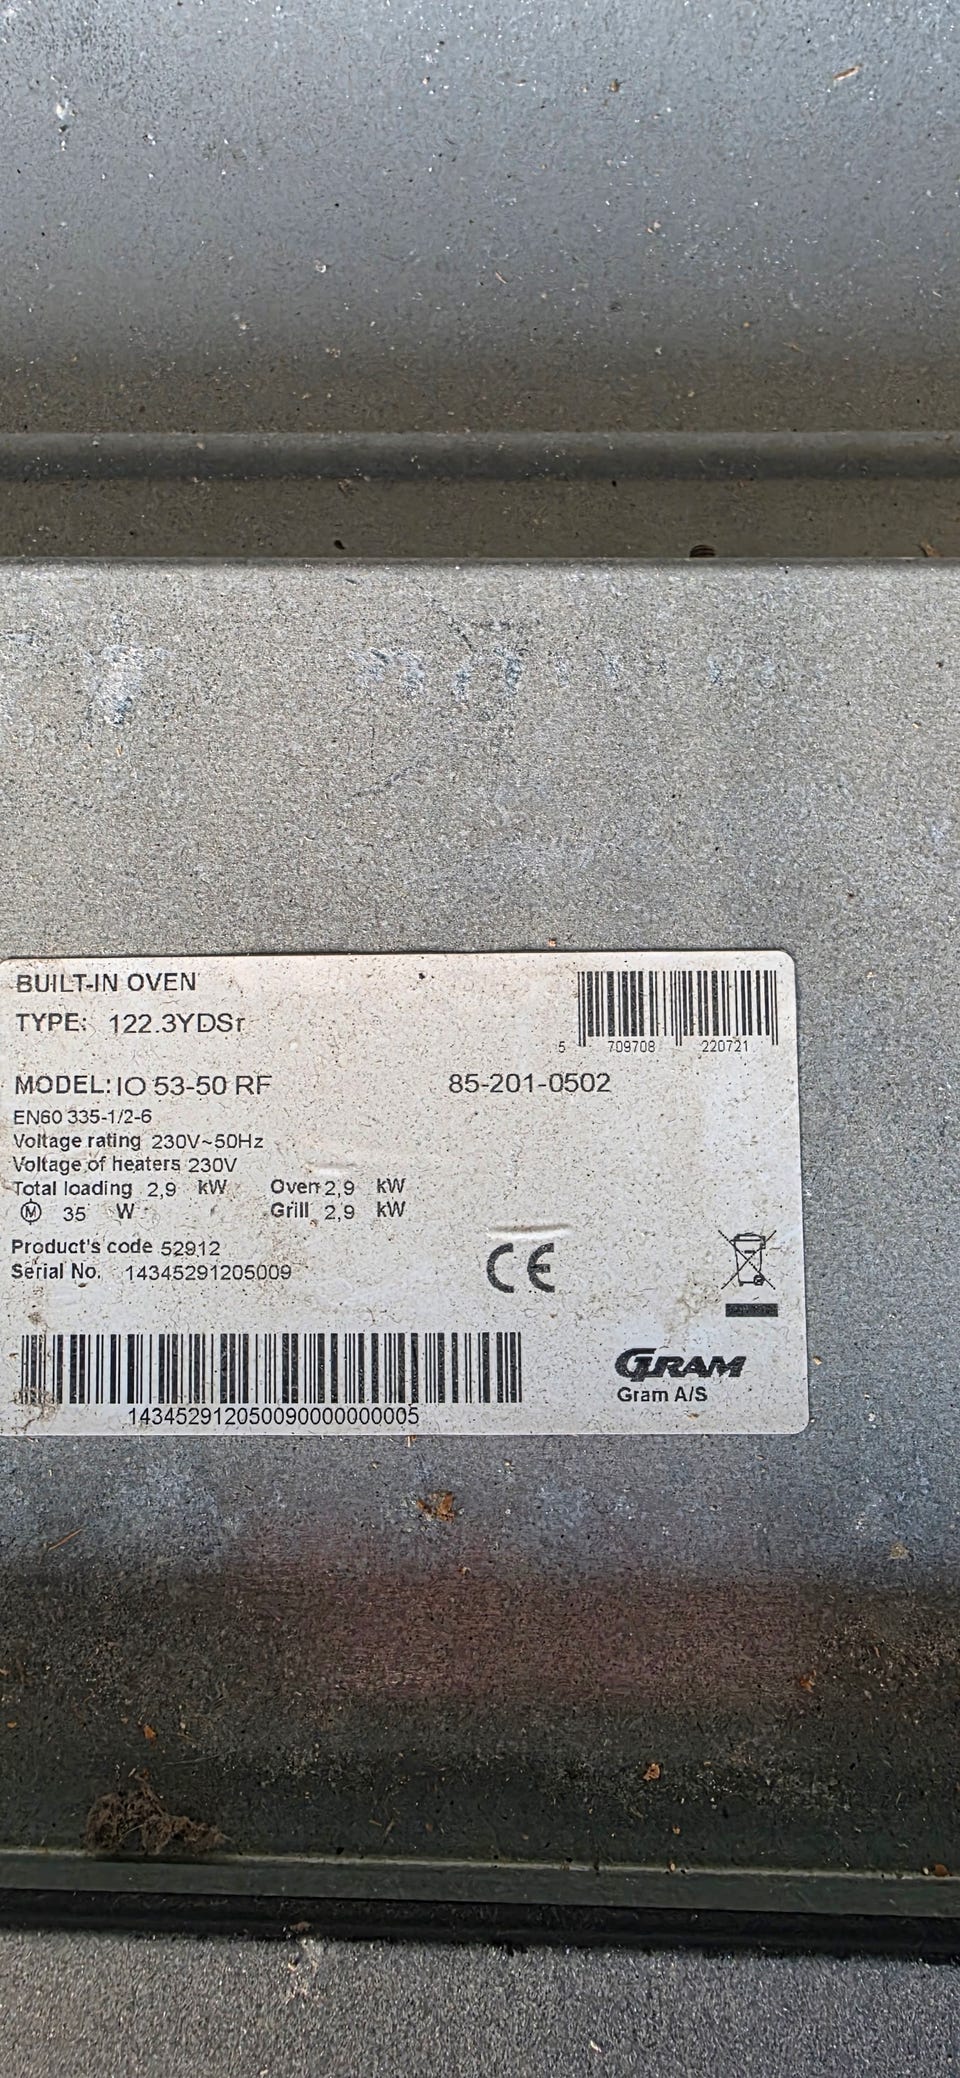 BUILT-IN OVEN
TYPE: 122.3YDSr
5 709708 220721
MODEL: IO 53-50 RF 85-201-0502
EN60 335-1/2-6
Voltage rating 230V~50Hz
Voltage of heaters 230V
Total loading 2,9 kW Oven 2,9 kW
M 35 W Grill 2,9 kW
Product's code 52912
Serial No. 14345291205009
CE
GRAM
Gram A/S
143452912050090000000005